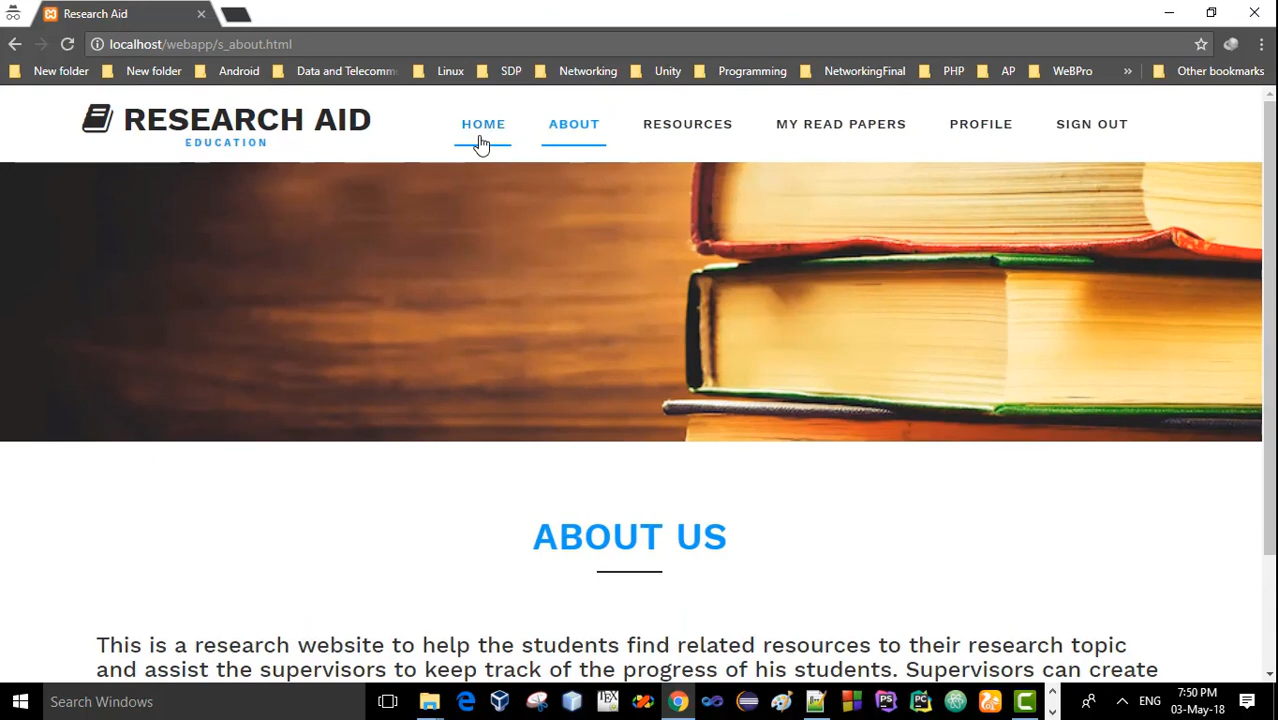 Research Aid
localhost/webapp/s_about.html
New folder New folder Android Data and Telecomm Linux SDP Networking Unity Programming NetworkingFinal PHP AP WeBPro » Other bookmarks
RESEARCH AID
EDUCATION
HOME ABOUT RESOURCES MY READ PAPERS PROFILE SIGN OUT
ABOUT US
This is a research website to help the students find related resources to their research topic
and assist the supervisors to keep track of the progress of his students. Supervisors can create
Search Windows
ENG
7:50 PM
03-May-18